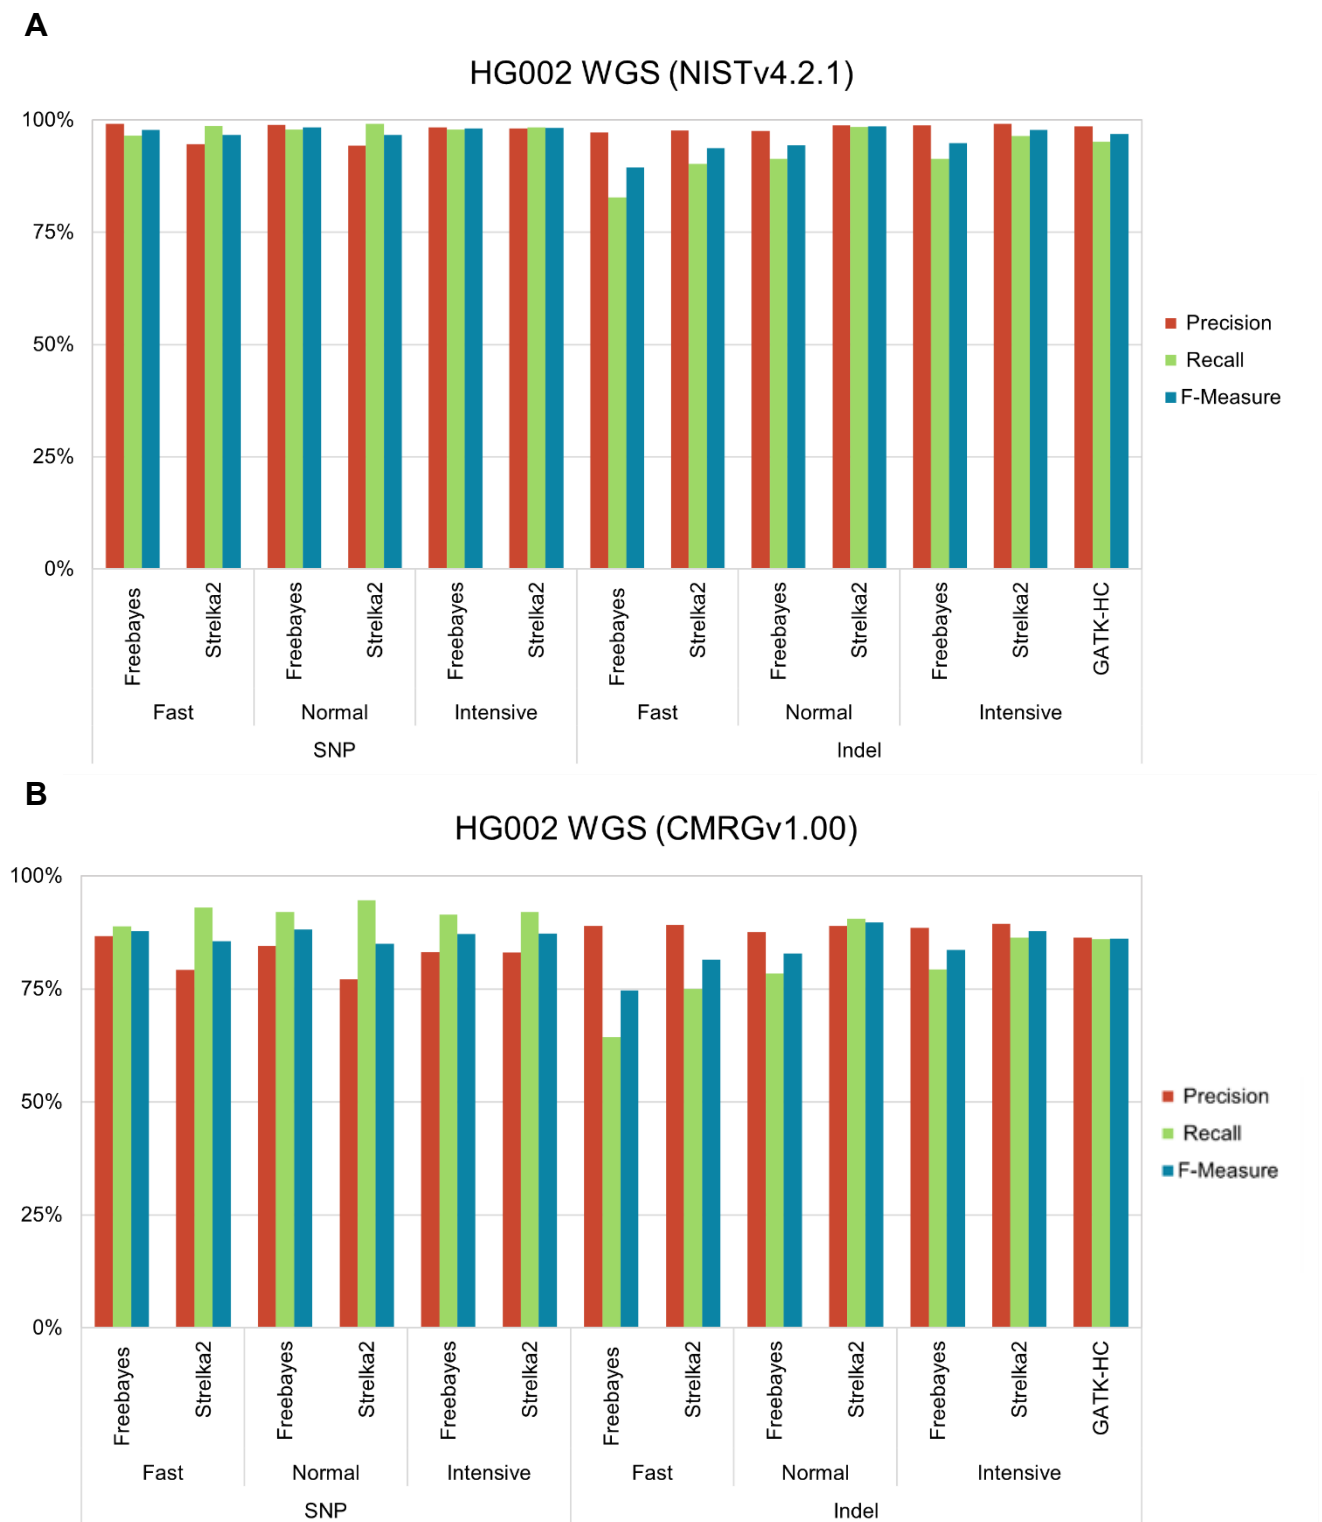 A
HG002 WGS (NISTv4.2.1)
100%
75%
50%
25%
0%
Freebayes
Strelka2
Freebayes
Strelka2
Freebayes
Strelka2
Freebayes
Strelka2
Freebayes
Strelka2
Freebayes
Strelka2
GATK-HC
Fast
Normal
Intensive
Fast
Normal
Intensive
SNP
Indel
Precision
Recall
F-Measure
B
HG002 WGS (CMRGv1.00)
100%
75%
50%
25%
0%
Freebayes
Strelka2
Freebayes
Strelka2
Freebayes
Strelka2
Freebayes
Strelka2
Freebayes
Strelka2
Freebayes
Strelka2
GATK-HC
Fast
Normal
Intensive
Fast
Normal
Intensive
SNP
Indel
Precision
Recall
F-Measure